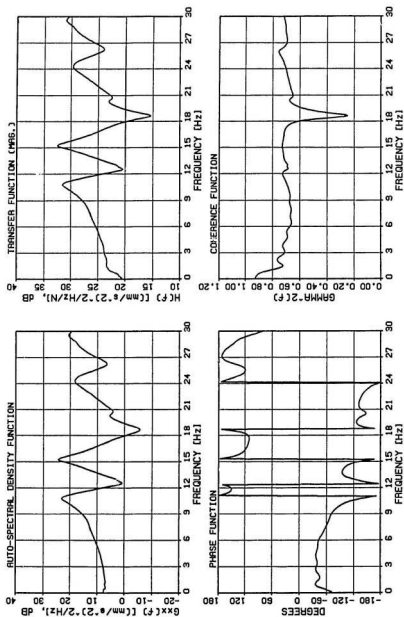 AUTO-SPECTRAL DENSITY FUNCTION
Gxx(f) [(mm/s^2)^2/Hz], dB
40
30
20
10
0
-10
-20
0 3 6 9 12 15 18 21 24 27 30
FREQUENCY [Hz]
TRANSFER FUNCTION (MAG.)
H(f) [(mm/s^2)^2/Hz/N], dB
40
35
30
25
20
15
10
0 3 6 9 12 15 18 21 24 27 30
FREQUENCY [Hz]
PHASE FUNCTION
DEGREES
180
120
60
0
-60
-120
-180
0 3 6 9 12 15 18 21 24 27 30
FREQUENCY [Hz]
COHERENCE FUNCTION
GAMMA^2(f)
1.20
1.00
0.80
0.60
0.40
0.20
0.00
0 3 6 9 12 15 18 21 24 27 30
FREQUENCY [Hz]